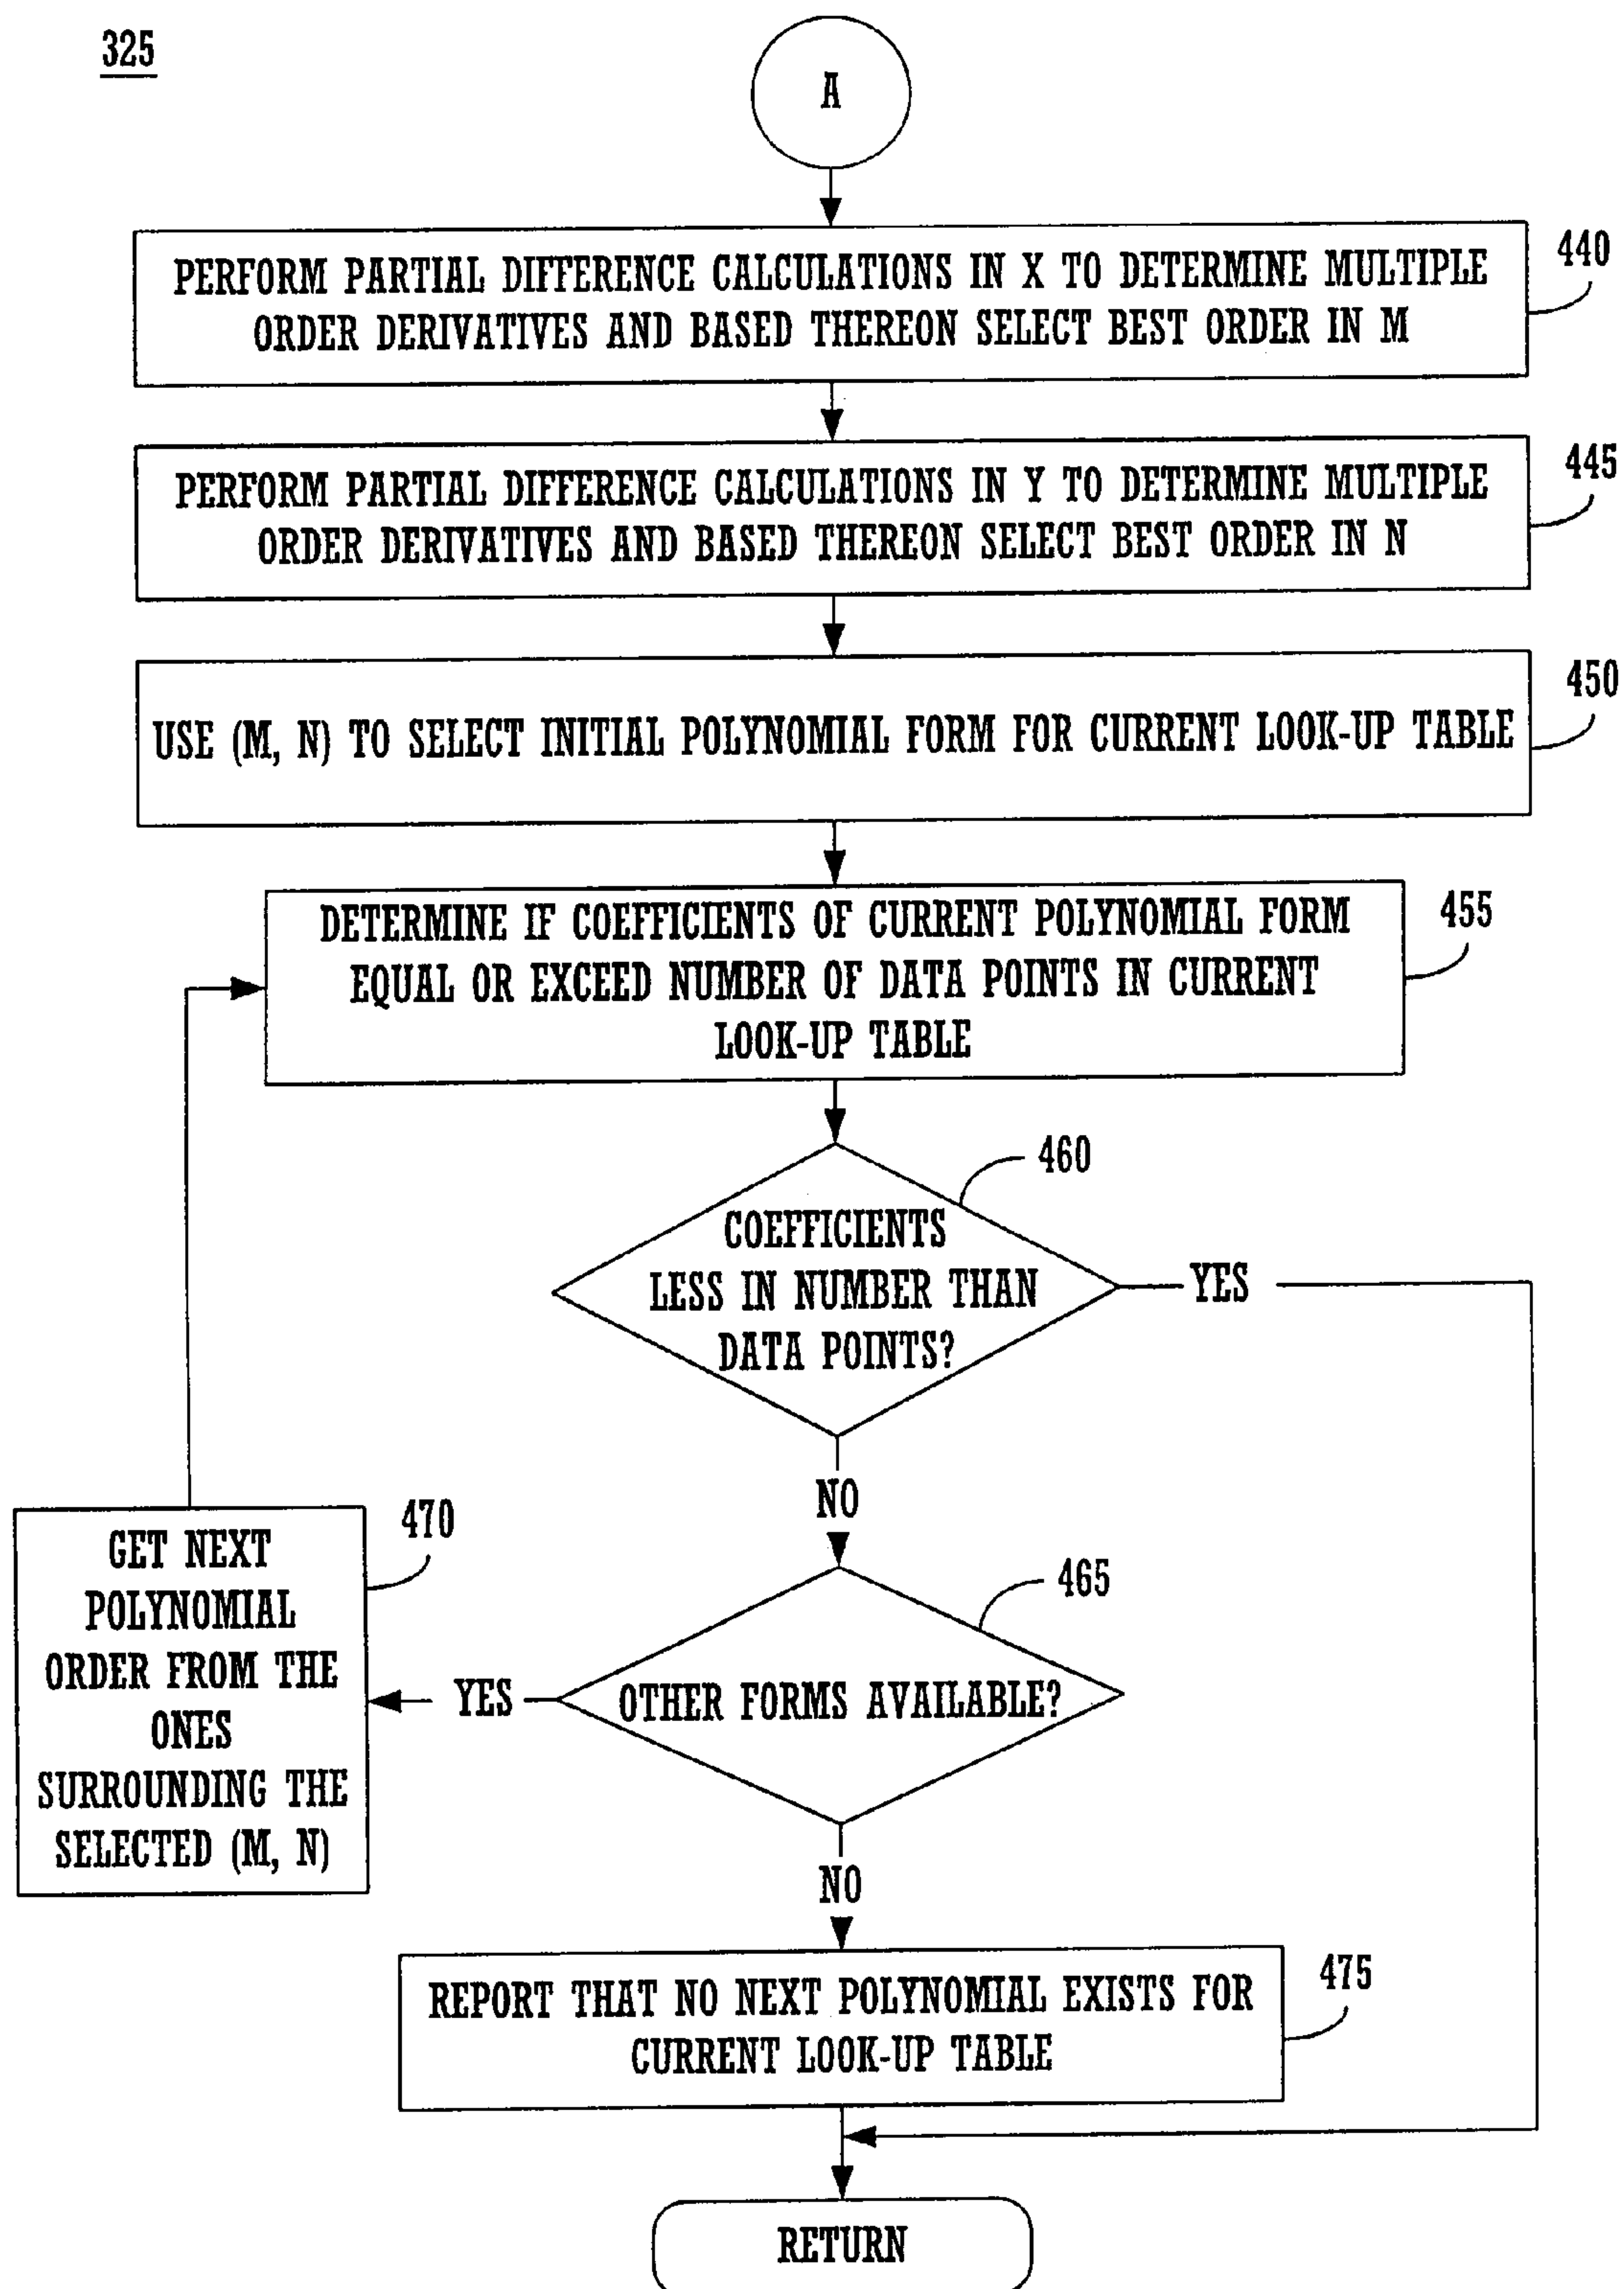 325
A
PERFORM PARTIAL DIFFERENCE CALCULATIONS IN X TO DETERMINE MULTIPLE
ORDER DERIVATIVES AND BASED THEREON SELECT BEST ORDER IN M
440
PERFORM PARTIAL DIFFERENCE CALCULATIONS IN Y TO DETERMINE MULTIPLE
ORDER DERIVATIVES AND BASED THEREON SELECT BEST ORDER IN N
445
USE (M, N) TO SELECT INITIAL POLYNOMIAL FORM FOR CURRENT LOOK-UP TABLE
450
DETERMINE IF COEFFICIENTS OF CURRENT POLYNOMIAL FORM
EQUAL OR EXCEED NUMBER OF DATA POINTS IN CURRENT
LOOK-UP TABLE
455
460
COEFFICIENTS
LESS IN NUMBER THAN
DATA POINTS?
YES
NO
465
OTHER FORMS AVAILABLE?
YES
470
GET NEXT
POLYNOMIAL
ORDER FROM THE
ONES
SURROUNDING THE
SELECTED (M, N)
NO
REPORT THAT NO NEXT POLYNOMIAL EXISTS FOR
CURRENT LOOK-UP TABLE
475
RETURN